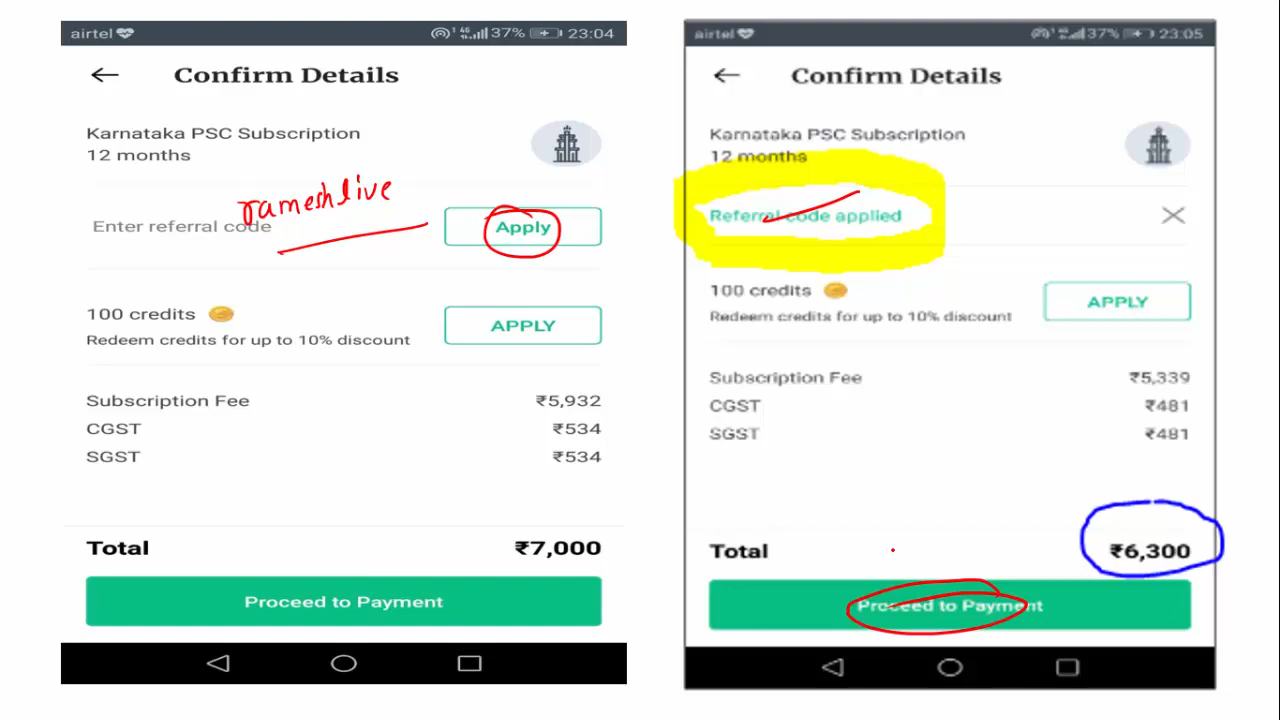 airtel 4G 37% 23:04
Confirm Details
Karnataka PSC Subscription
12 months
rameshlive
Enter referral code Apply
100 credits APPLY
Redeem credits for up to 10% discount
Subscription Fee ₹5,932
CGST ₹534
SGST ₹534
Total ₹7,000
Proceed to Payment
airtel 37% 23:05
Confirm Details
Karnataka PSC Subscription
12 months
Referral code applied
100 credits APPLY
Redeem credits for up to 10% discount
Subscription Fee ₹5,339
CGST ₹481
SGST ₹481
Total ₹6,300
Proceed to Payment